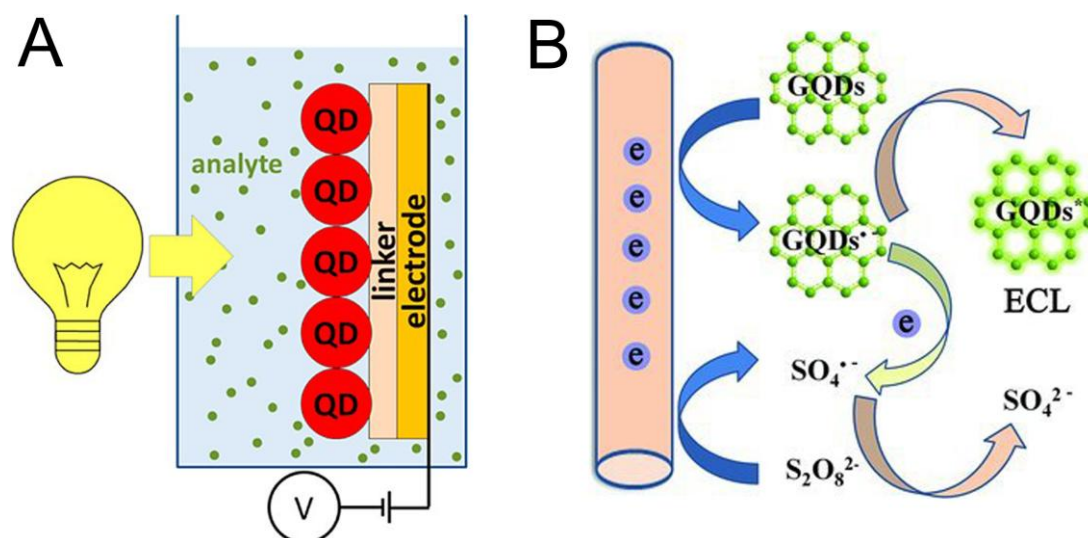 A
analyte
QD
QD
QD
QD
QD
linker
electrode
V
B
e
e
e
e
e
GQDs
GQDs•-
GQDs*
ECL
e
SO₄•-
SO₄²⁻
S₂O₈²⁻